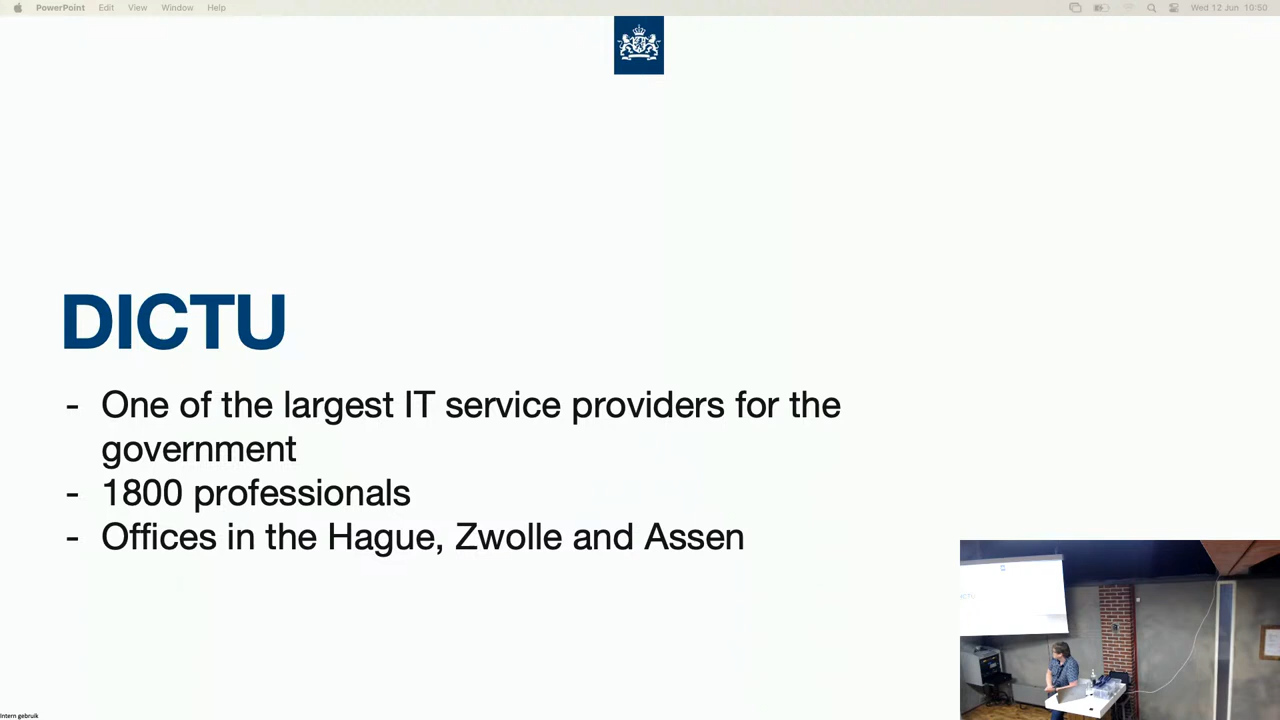 PowerPoint Edit View Window Help Wed 12 Jun 10:50
DICTU
- One of the largest IT service providers for the
government
- 1800 professionals
- Offices in the Hague, Zwolle and Assen
Intern gebruik